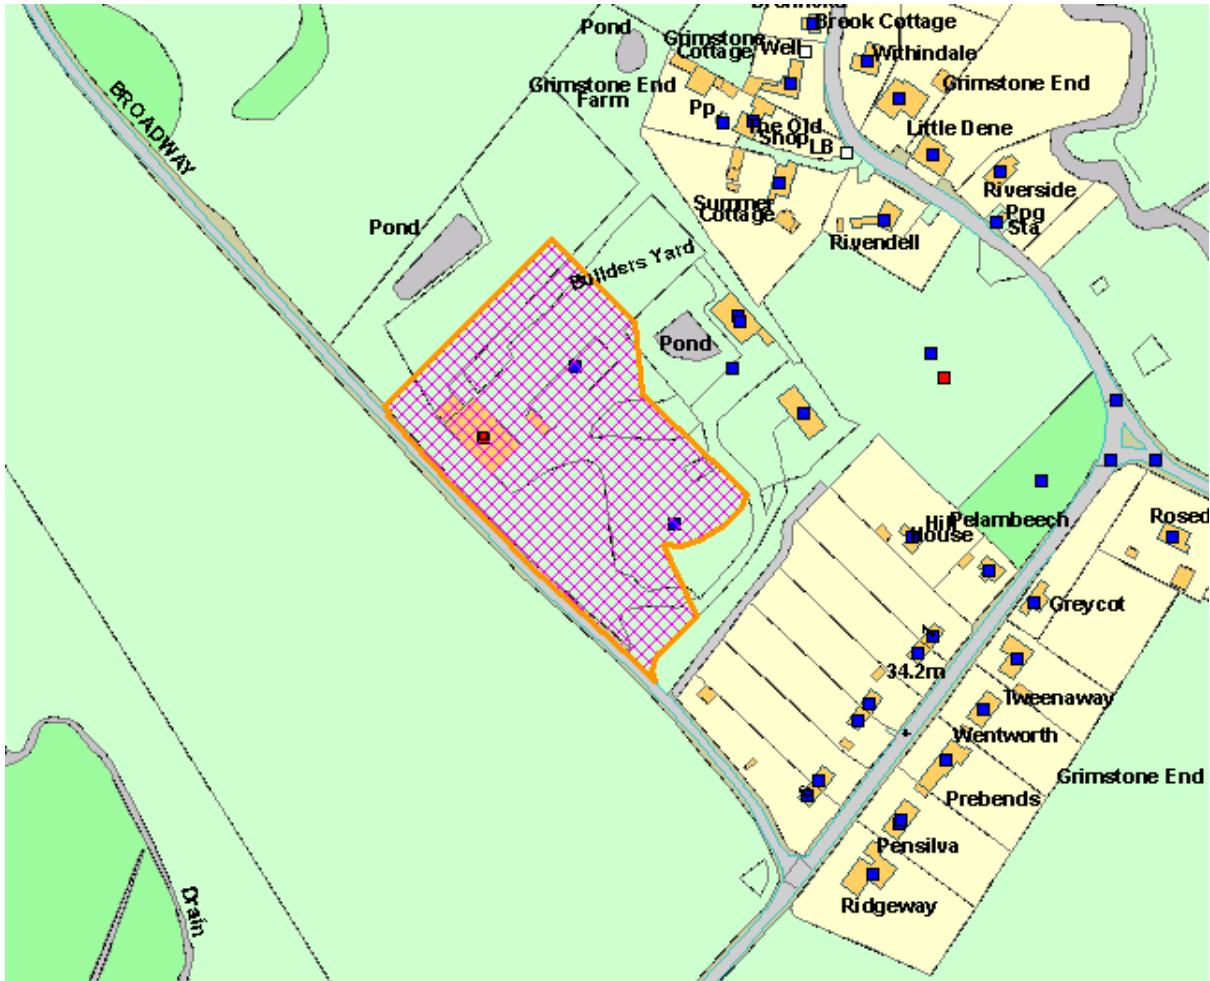 Brook Cottage
Pond
Grimstone
Cottage
Well
Withindale
BROADWAY
Grimstone End
Farm
Grimstone End
Pp
The Old
Shop
LB
Little Dene
Riverside
Summer
Cottage
Ppg
Sta
Rivendell
Pond
Builders Yard
Pond
Pelambeech
Hill
House
Rosed
Greycot
34.2m
Tweenaway
Wentworth
Grimstone End
Prebends
Pensilva
Ridgeway
Drain